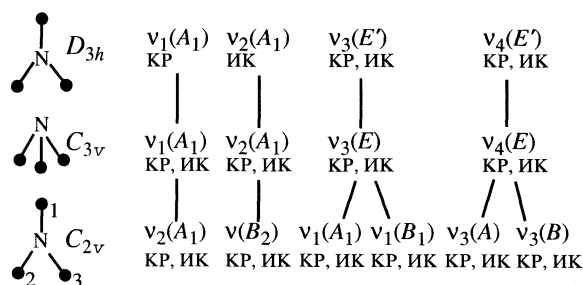 N D₃ₕ ν₁(A₁) ν₂(A₁) ν₃(E′) ν₄(E′)
КР ИК КР, ИК КР, ИК
N C₃ᵥ ν₁(A₁) ν₂(A₁) ν₃(E) ν₄(E)
КР, ИК КР, ИК КР, ИК КР, ИК
1
N C₂ᵥ ν₂(A₁) ν(B₂) ν₁(A₁) ν₁(B₁) ν₃(A) ν₃(B)
2 3 КР, ИК КР, ИК КР, ИК КР, ИК КР, ИК КР, ИК